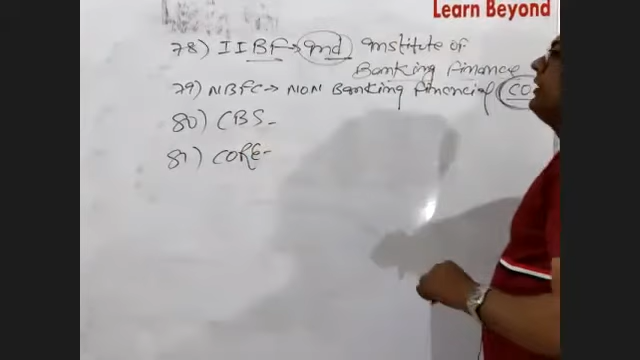 Learn Beyond
78) IIBF → Ind Institute of
Banking Finance
79) NBFC → NON Banking Financial CO
80) CBS -
81) CORE -